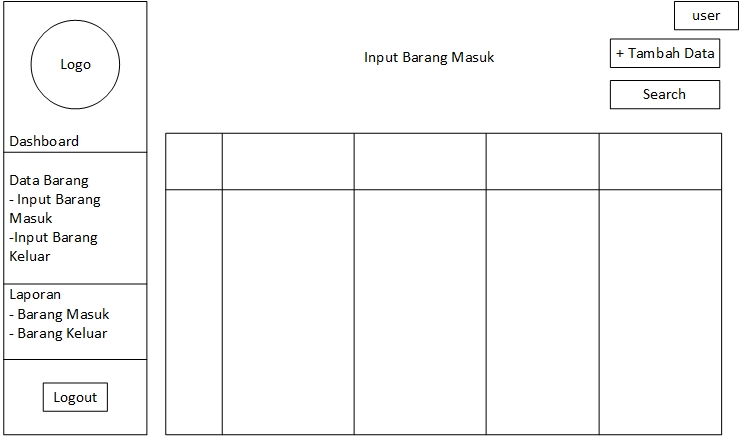 Logo
Dashboard
Data Barang
- Input Barang
Masuk
-Input Barang
Keluar
Laporan
- Barang Masuk
- Barang Keluar
Logout
user
Input Barang Masuk
+ Tambah Data
Search